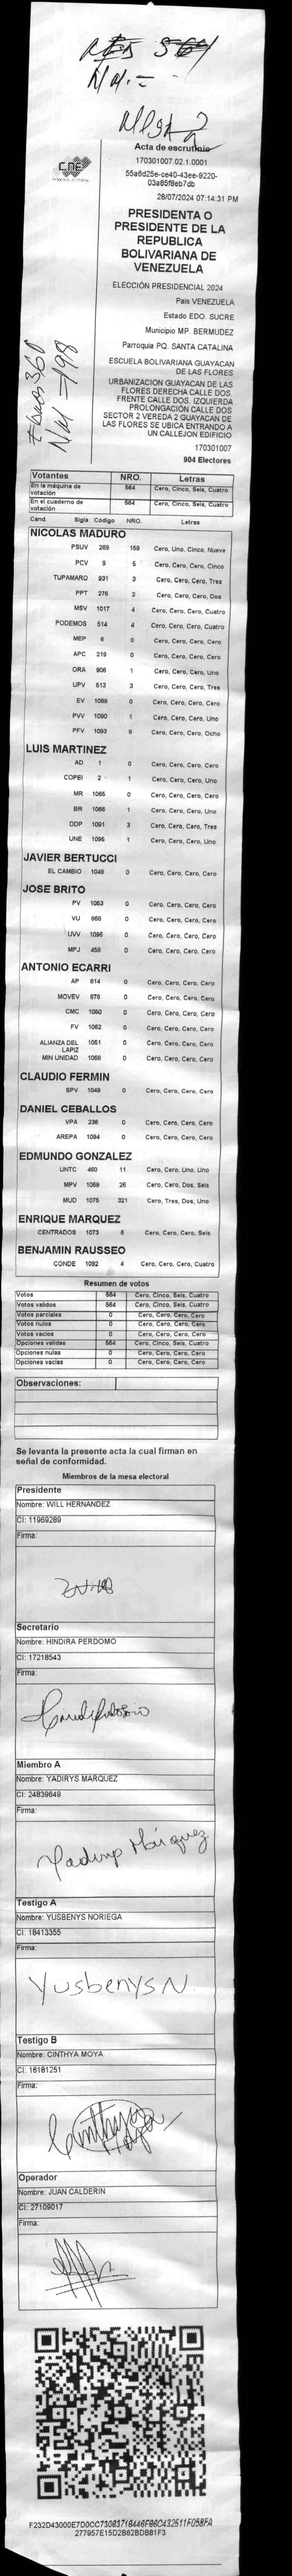 CNE
Acta de escrutinio
170301007.02.1.0001
28/07/2024 07:14:31 PM
PRESIDENTA O
PRESIDENTE DE LA
REPUBLICA
BOLIVARIANA DE
VENEZUELA
ELECCIÓN PRESIDENCIAL 2024
Pais VENEZUELA
Estado EDO. SUCRE
Municipio MP. BERMUDEZ
Parroquia PQ. SANTA CATALINA
ESCUELA BOLIVARIANA GUAYACAN
DE LAS FLORES
URBANIZACIÓN GUAYACAN DE LAS
FLORES DERECHA CALLE DOS.
FRENTE CALLE DOS. IZQUIERDA
PROLONGACIÓN CALLE DOS
SECTOR 2 VEREDA 2 GUAYACAN DE
LAS FLORES SE UBICA ENTRANDO A
UN CALLEJON EDIFICIO
170301007
904 Electores
Votantes NRO. Letras
En la máquina de votación 564 Cero, Cinco, Seis, Cuatro
En el cuaderno de votación 564 Cero, Cinco, Seis, Cuatro
Cand. Sigla Código NRO. Letras
NICOLAS MADURO
PSUV 269 159 Cero, Uno, Cinco, Nueve
PCV 9 5 Cero, Cero, Cero, Cinco
TUPAMARO 931 3 Cero, Cero, Cero, Tres
PPT 276 2 Cero, Cero, Cero, Dos
MSV 1017 4 Cero, Cero, Cero, Cuatro
PODEMOS 514 4 Cero, Cero, Cero, Cuatro
MEP 6 0 Cero, Cero, Cero, Cero
APC 219 0 Cero, Cero, Cero, Cero
ORA 906 1 Cero, Cero, Cero, Uno
UPV 513 3 Cero, Cero, Cero, Tres
EV 1089 0 Cero, Cero, Cero, Cero
PVV 1090 1 Cero, Cero, Cero, Uno
PFV 1093 8 Cero, Cero, Cero, Ocho
LUIS MARTINEZ
AD 1 0 Cero, Cero, Cero, Cero
COPEI 2 1 Cero, Cero, Cero, Uno
MR 1065 0 Cero, Cero, Cero, Cero
BR 1066 1 Cero, Cero, Cero, Uno
DDP 1091 3 Cero, Cero, Cero, Tres
UNE 1095 1 Cero, Cero, Cero, Uno
JAVIER BERTUCCI
EL CAMBIO 1048 0 Cero, Cero, Cero, Cero
JOSE BRITO
PV 1053 0 Cero, Cero, Cero, Cero
VU 868 0 Cero, Cero, Cero, Cero
UVV 1096 0 Cero, Cero, Cero, Cero
MPJ 458 0 Cero, Cero, Cero, Cero
ANTONIO ECARRI
AP 814 0 Cero, Cero, Cero, Cero
MOVEV 878 0 Cero, Cero, Cero, Cero
CMC 1050 0 Cero, Cero, Cero, Cero
FV 1062 0 Cero, Cero, Cero, Cero
ALIANZA DEL LAPIZ 1051 0 Cero, Cero, Cero, Cero
MIN UNIDAD 1068 0 Cero, Cero, Cero, Cero
CLAUDIO FERMIN
SPV 1049 0 Cero, Cero, Cero, Cero
DANIEL CEBALLOS
VPA 238 0 Cero, Cero, Cero, Cero
AREPA 1094 0 Cero, Cero, Cero, Cero
EDMUNDO GONZALEZ
UNTC 460 11 Cero, Cero, Uno, Uno
MPV 1069 26 Cero, Cero, Dos, Seis
MUD 1075 321 Cero, Tres, Dos, Uno
ENRIQUE MARQUEZ
CENTRADOS 1073 6 Cero, Cero, Cero, Seis
BENJAMIN RAUSSEO
CONDE 1092 4 Cero, Cero, Cero, Cuatro
Resumen de votos
Votos 564 Cero, Cinco, Seis, Cuatro
Votos validos 564 Cero, Cinco, Seis, Cuatro
Votos parciales 0 Cero, Cero, Cero, Cero
Votos nulos 0 Cero, Cero, Cero, Cero
Votos vacios 0 Cero, Cero, Cero, Cero
Opciones validas 564 Cero, Cinco, Seis, Cuatro
Opciones nulas 0 Cero, Cero, Cero, Cero
Opciones vacias 0 Cero, Cero, Cero, Cero
Observaciones:
Se levanta la presente acta la cual firman en
señal de conformidad.
Miembros de la mesa electoral
Presidente
Nombre: WILL HERNANDEZ
CI: 11969289
Firma:
Secretario
Nombre: HINDIRA PERDOMO
CI: 17218543
Firma:
Miembro A
Nombre: YADIRYS MARQUEZ
CI: 24839649
Firma:
Testigo A
Nombre: YUSBENYS NORIEGA
CI: 18413355
Firma:
Yusbenys N
Testigo B
Nombre: CINTHYA MOYA
CI: 16181251
Firma:
Operador
Nombre: JUAN CALDERIN
CI: 27109017
Firma:
277957E15D2B62BDB81F3